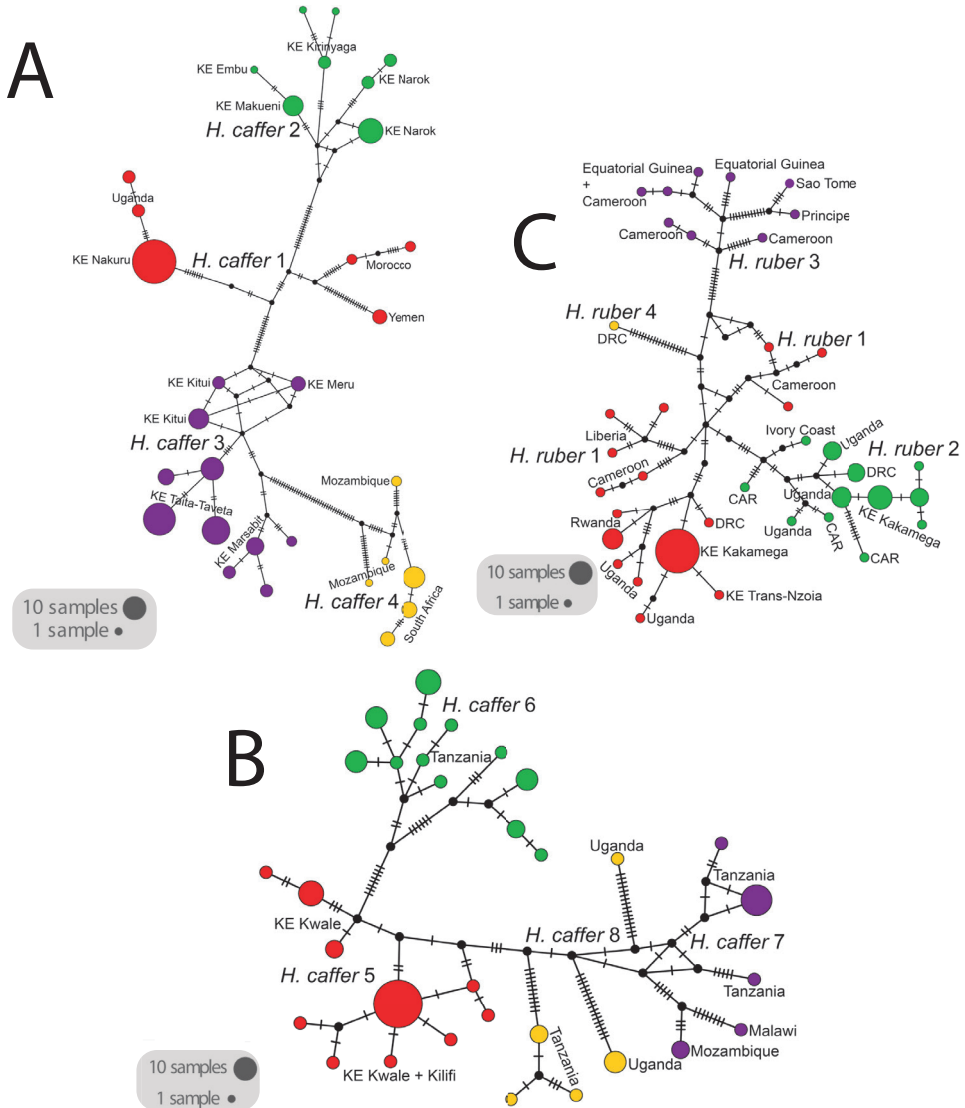 A
KE Kirinyaga
KE Embu
KE Narok
KE Makueni
KE Narok
H. caffer 2
Uganda
KE Nakuru
H. caffer 1
Morocco
Yemen
KE Kitui
KE Meru
KE Kitui
H. caffer 3
KE Taita-Taveta
KE Marsabit
Mozambique
Mozambique
H. caffer 4
South Africa
10 samples
1 sample
C
Equatorial Guinea
+
Cameroon
Equatorial Guinea
Sao Tome
Principe
Cameroon
Cameroon
H. ruber 3
H. ruber 4
DRC
H. ruber 1
Cameroon
Liberia
H. ruber 1
Cameroon
Ivory Coast
Uganda
H. ruber 2
DRC
CAR
Uganda
KE Kakamega
Uganda
CAR
CAR
Rwanda
DRC
KE Kakamega
Uganda
KE Trans-Nzoia
Uganda
10 samples
1 sample
B
H. caffer 6
Tanzania
KE Kwale
H. caffer 5
KE Kwale + Kilifi
Uganda
H. caffer 8
Tanzania
Uganda
Tanzania
H. caffer 7
Tanzania
Malawi
Mozambique
10 samples
1 sample